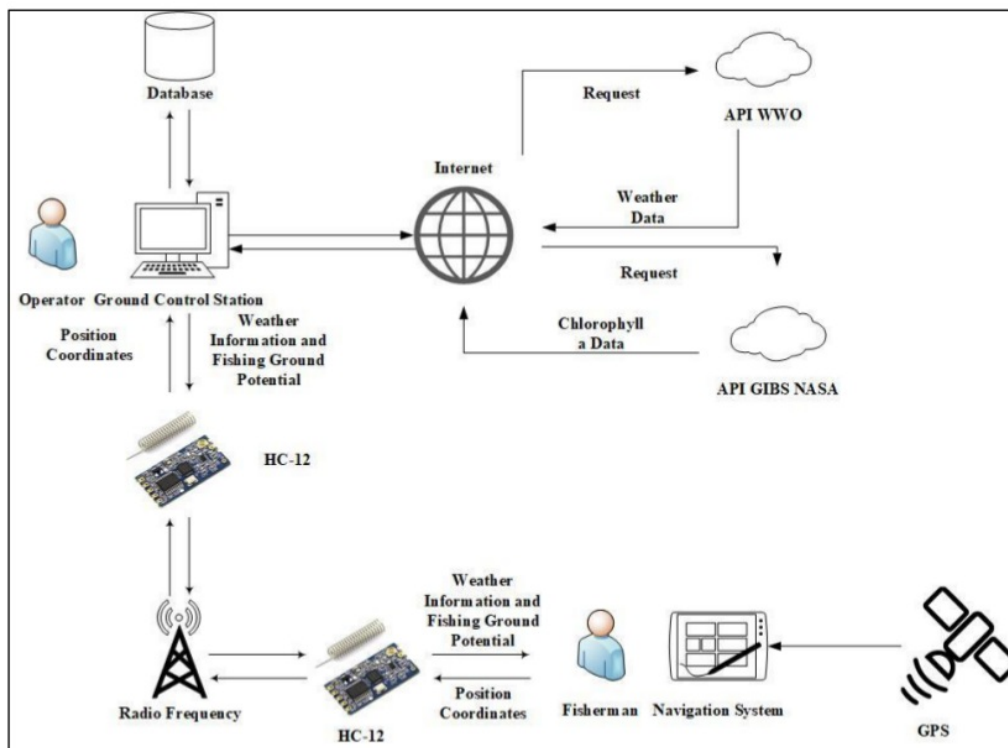 Database
Request
API WWO
Internet
Weather
Data
Request
Operator Ground Control Station
Position
Coordinates
Weather
Information and
Fishing Ground
Potential
Chlorophyll
a Data
API GIBS NASA
HC-12
Weather
Information and
Fishing Ground
Potential
Position
Coordinates
Radio Frequency
HC-12
Fisherman
Navigation System
GPS